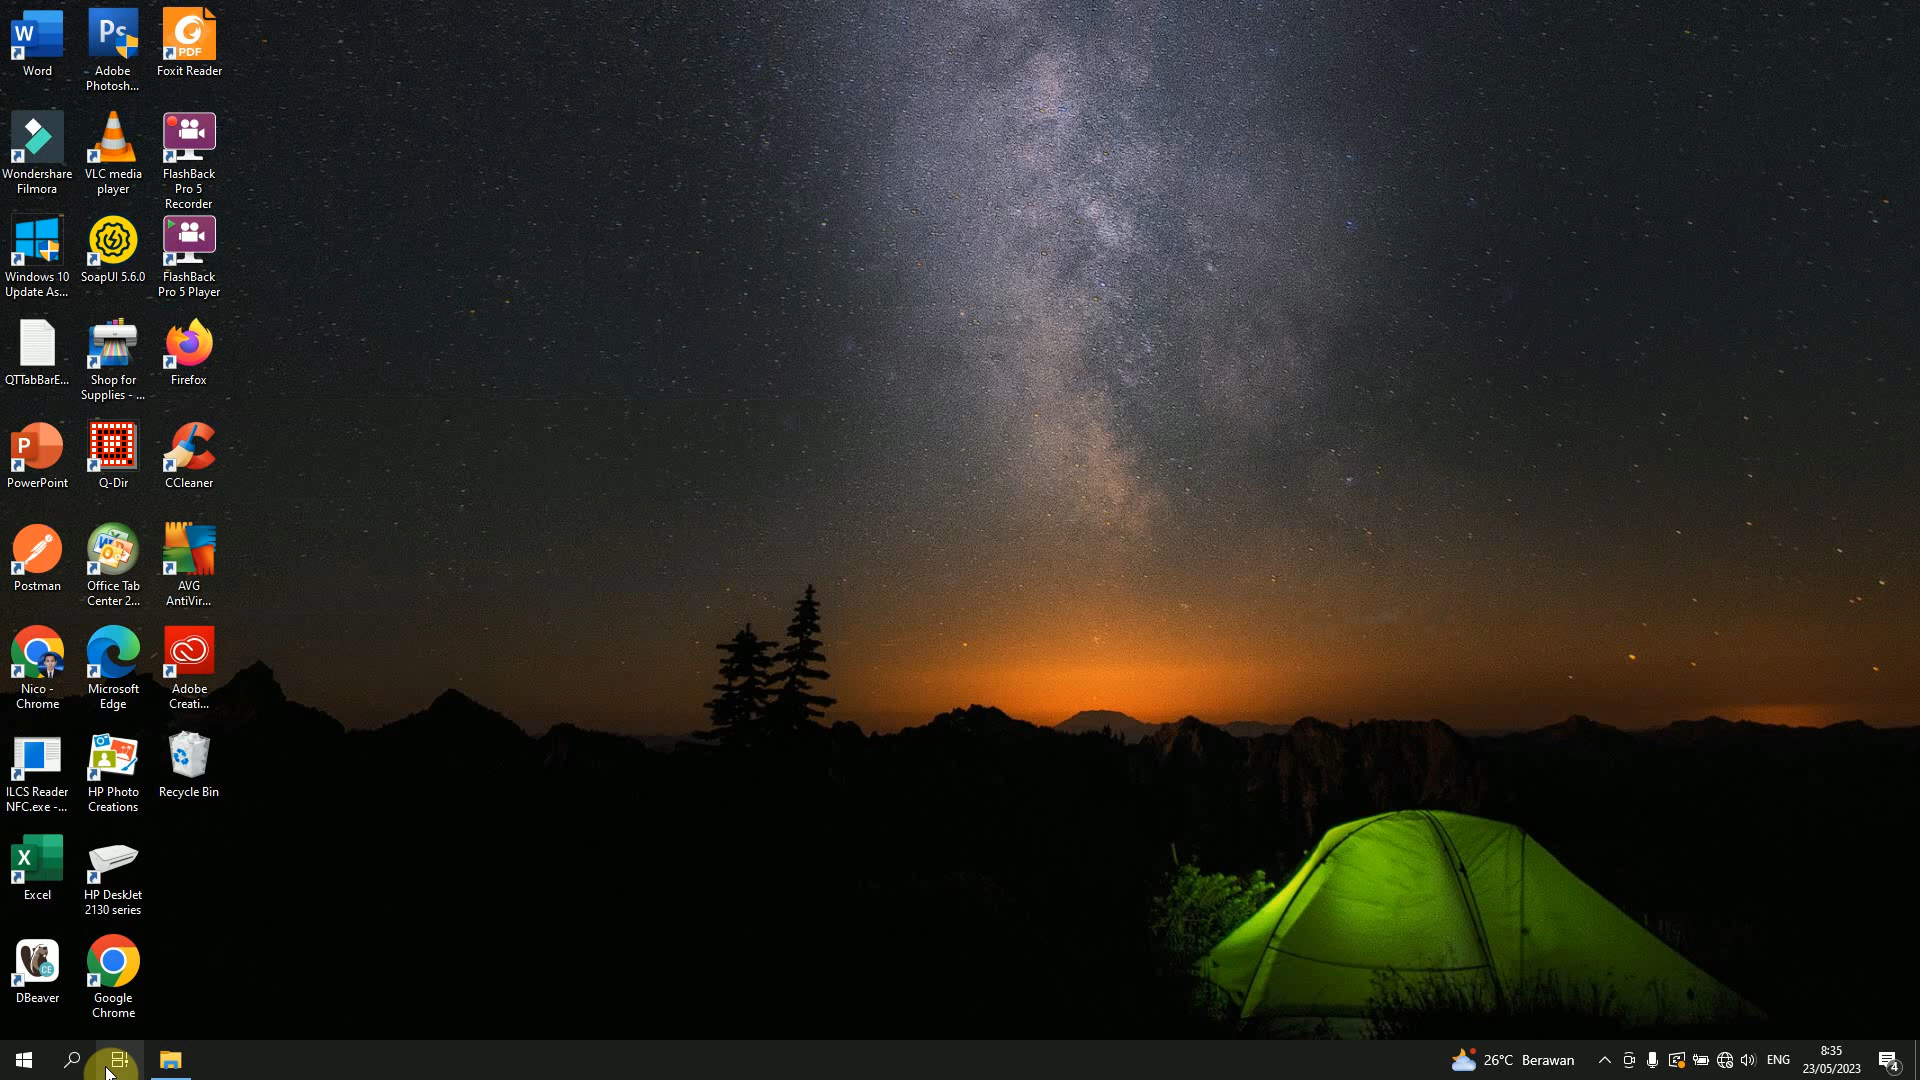 Word
Adobe
Photosh...
Foxit Reader
Wondershare
Filmora
VLC media
player
FlashBack
Pro 5
Recorder
Windows 10
Update As...
SoapUI 5.6.0
FlashBack
Pro 5 Player
QTTabBarE...
Shop for
Supplies - ...
Firefox
PowerPoint
Q-Dir
CCleaner
Postman
Office Tab
Center 2...
AVG
AntiVir...
Nico -
Chrome
Microsoft
Edge
Adobe
Creati...
ILCS Reader
NFC.exe -...
HP Photo
Creations
Recycle Bin
Excel
HP DeskJet
2130 series
DBeaver
Google
Chrome
26°C Berawan
ENG
8:35
23/05/2023
4